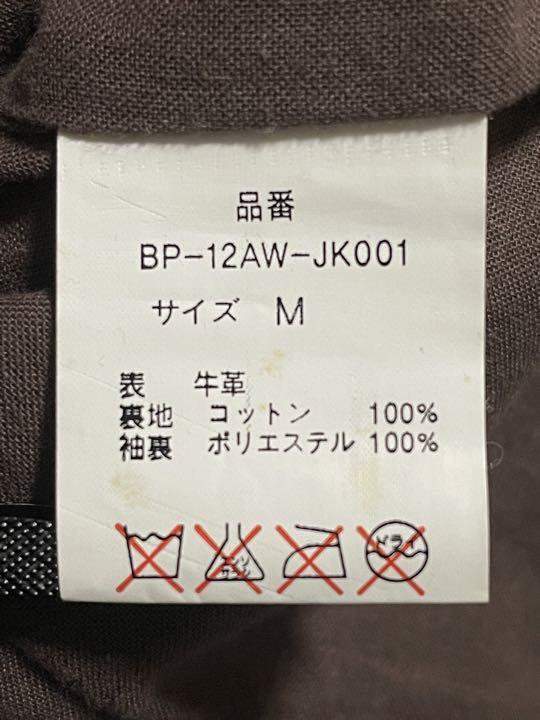 品番
BP-12AW-JK001
サイズ M
表 牛革
裏地 コットン 100%
袖裏 ポリエステル 100%
エンソ
サラシ
ドライ